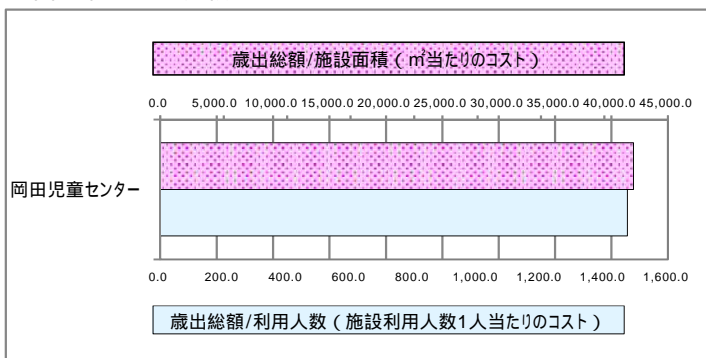 歳出総額/施設面積（㎡当たりのコスト）
0.0 5,000.0 10,000.0 15,000.0 20,000.0 25,000.0 30,000.0 35,000.0 40,000.0 45,000.0
岡田児童センター
0.0 200.0 400.0 600.0 800.0 1,000.0 1,200.0 1,400.0 1,600.0
歳出総額/利用人数（施設利用人数1人当たりのコスト）